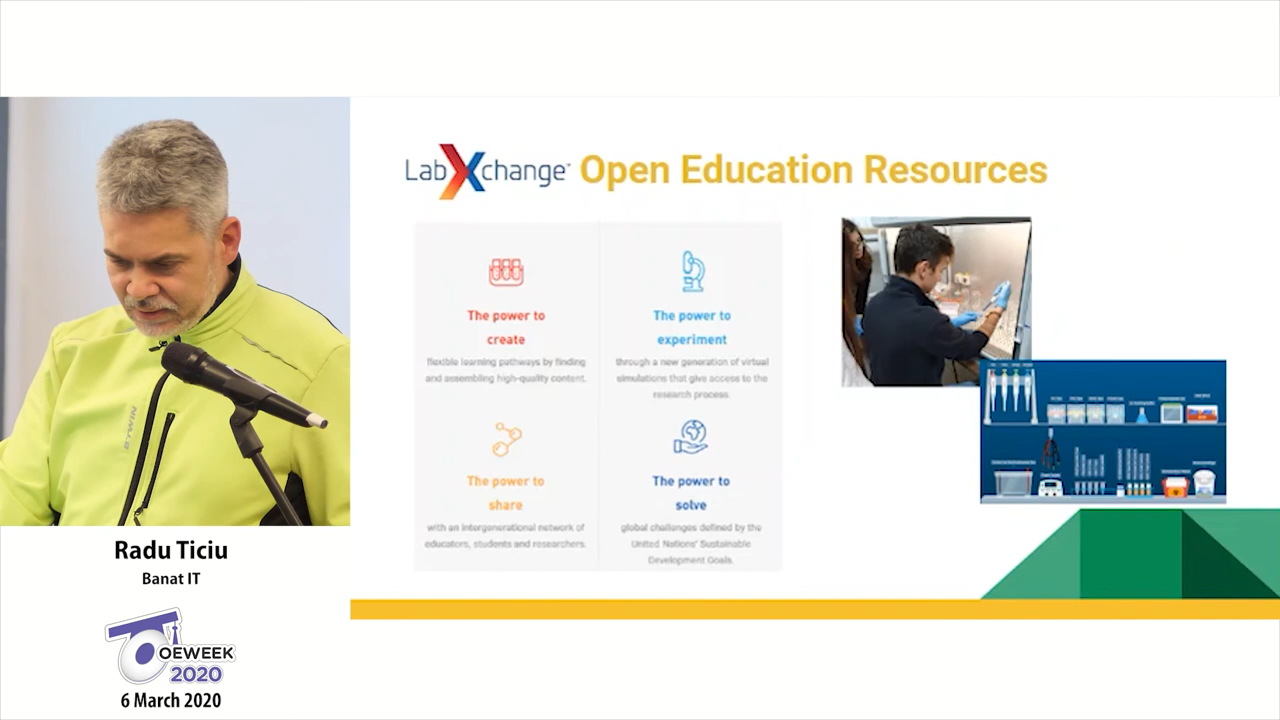 LabXchange™ Open Education Resources
The power to
create
flexible learning pathways by finding
and assembling high-quality content.
The power to
experiment
through a new generation of virtual
simulations that give access to the
research process.
The power to
share
with an intergenerational network of
educators, students and researchers.
The power to
solve
global challenges defined by the
United Nations' Sustainable
Development Goals.
BTWIN
Radu Ticiu
Banat IT
OEWEEK
2020
6 March 2020